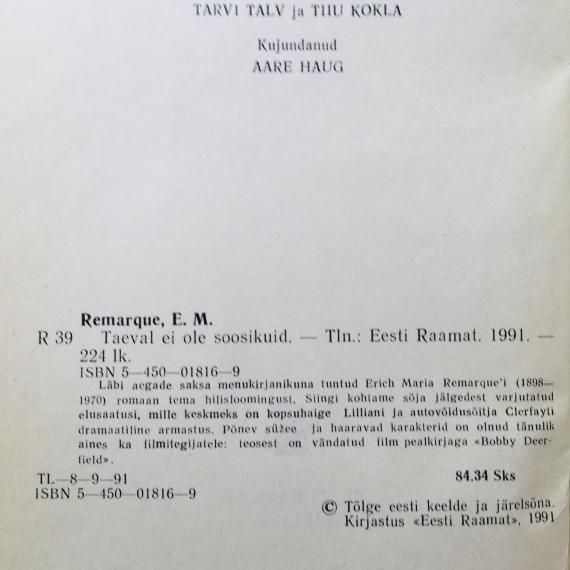 TARVI TALV ja TIIU KOKLA
Kujundanud
AARE HAUG
Remarque, E. M.
R 39 Taeval ei ole soosikuid. — Tln.: Eesti Raamat. 1991. —
224 lk.
ISBN 5—450—01816—9
Läbi aegade saksa menukirjanikuna tuntud Erich Maria Remarque'i (1898—
1970) romaan tema hilisloomingust. Siingi kohtame sõja jälgedest varjutatud
elusaatusi, mille keskmeks on kopsuhaige Lilliani ja autovõidusõitja Clerfayti
dramaatiline armastus. Põnev süžee ja haaravad karakterid on olnud tänulik
aines ka filmitegijatele: teosest on vändatud film pealkirjaga «Bobby Deer-
field».
TL—8—9—91
84.34 Sks
ISBN 5—450—01816—9
© Tõlge eesti keelde ja järelsõna.
Kirjastus «Eesti Raamat», 1991